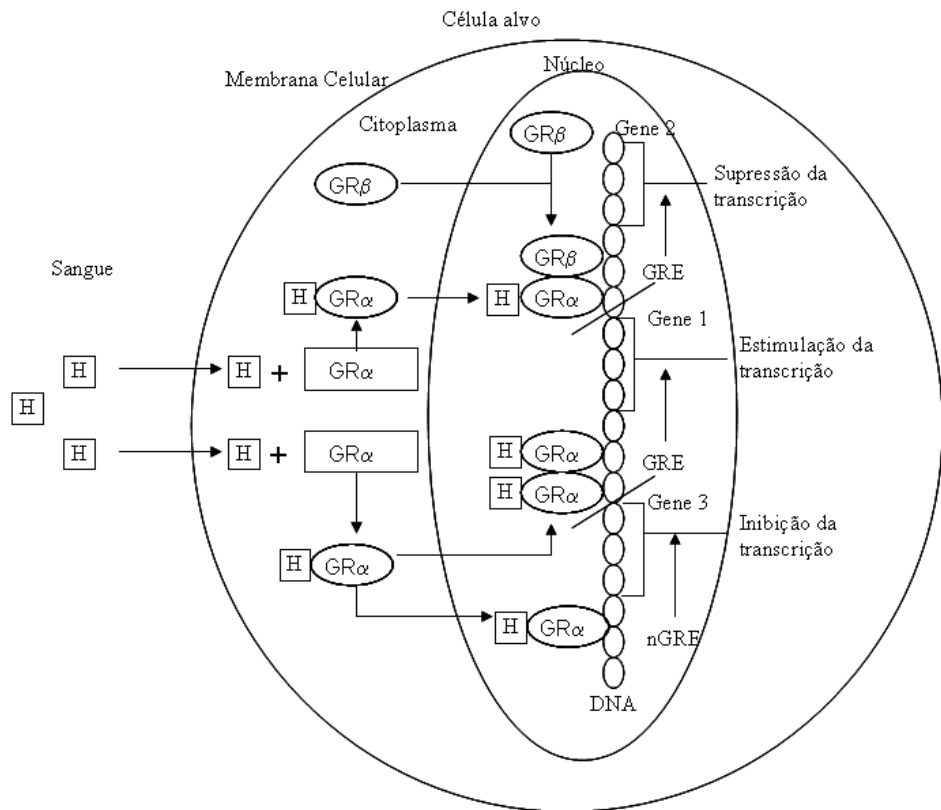 Célula alvo
Núcleo
Membrana Celular
Citoplasma
GRβ
Gene 2
GRβ
Supressão da
transcrição
GRβ
Sangue
GRE
H
GRα
H
GRα
Gene 1
Estimulação da
transcrição
H
H
+
GRα
H
H
H
+
GRα
H
GRα
GRE
H
GRα
Gene 3
Inibição da
transcrição
H
GRα
H
GRα
nGRE
DNA